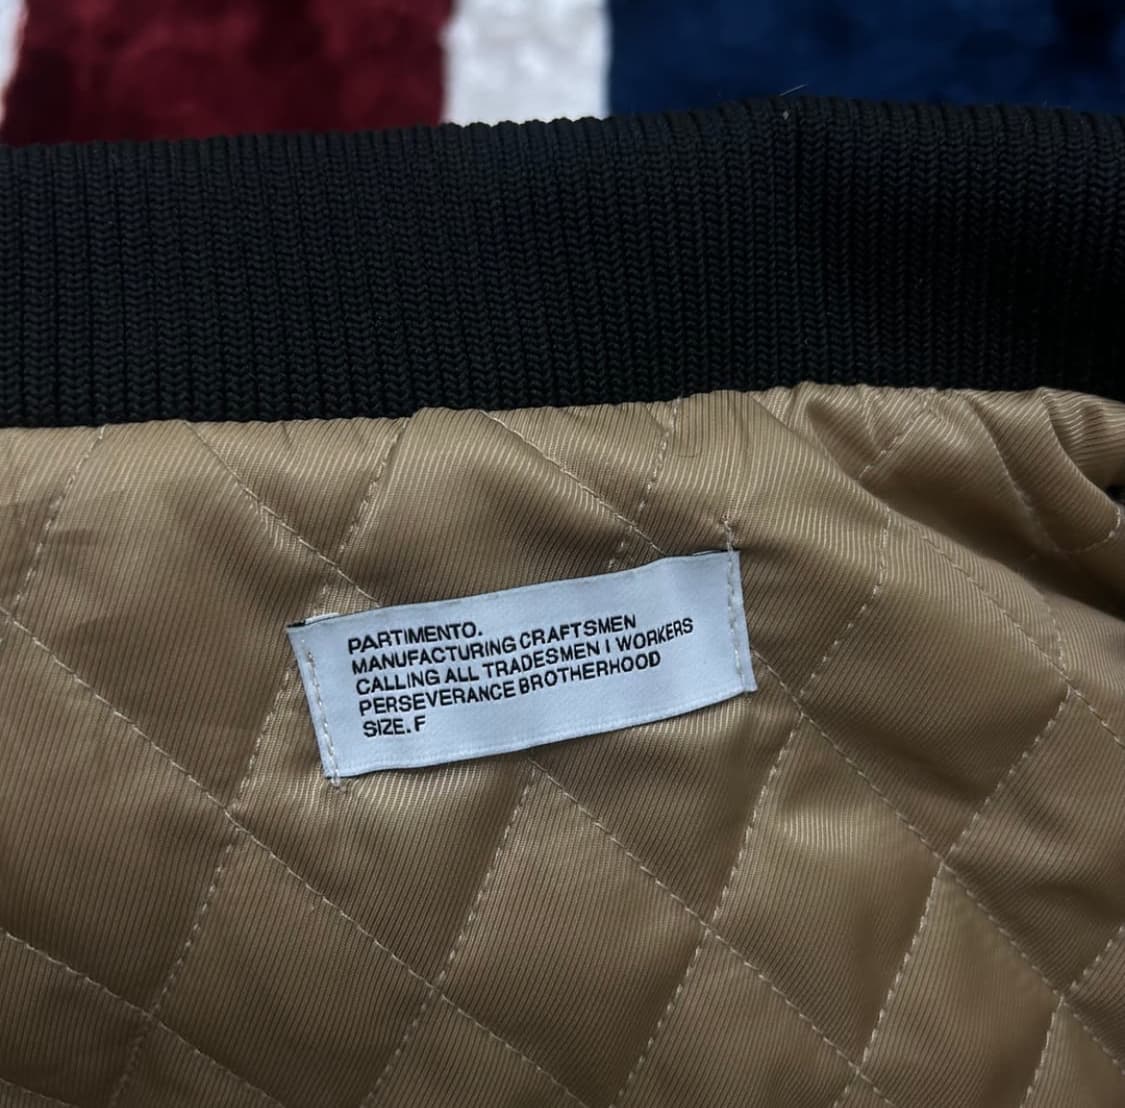 PARTIMENTO.
MANUFACTURING CRAFTSMEN
CALLING ALL TRADESMEN I WORKERS
PERSEVERANCE BROTHERHOOD
SIZE. F